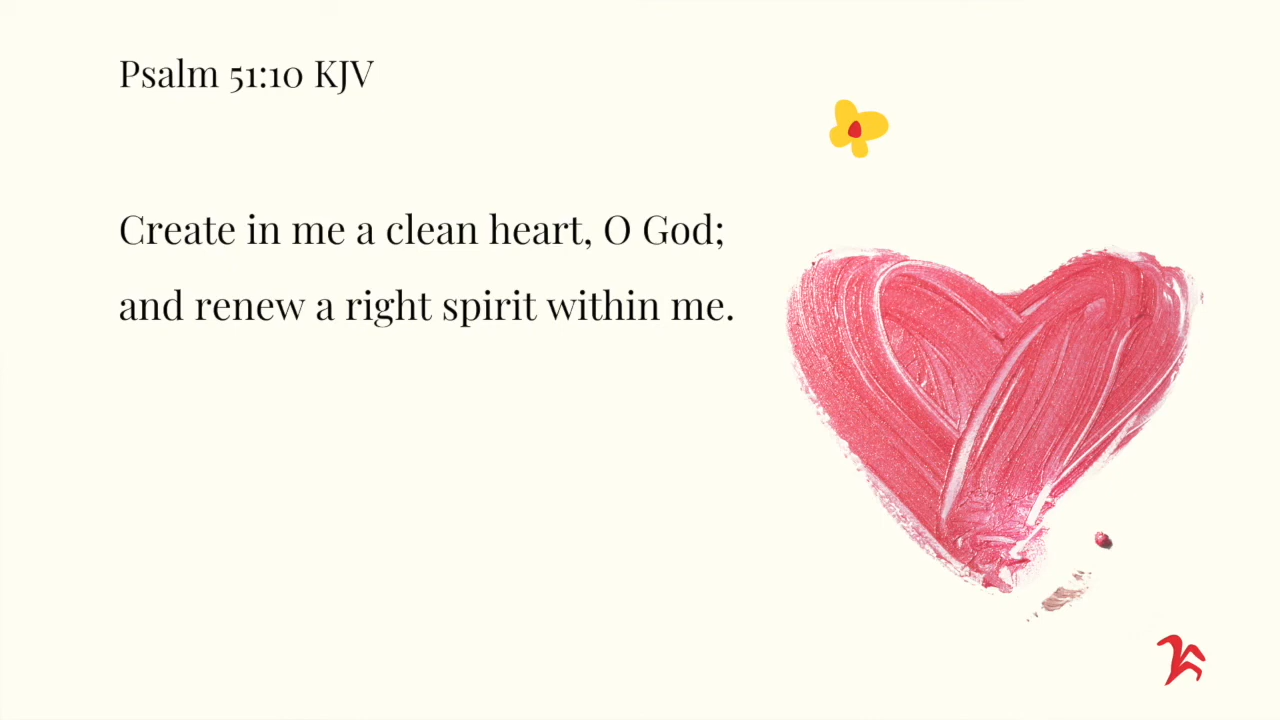 Psalm 51:10 KJV
Create in me a clean heart, O God;
and renew a right spirit within me.